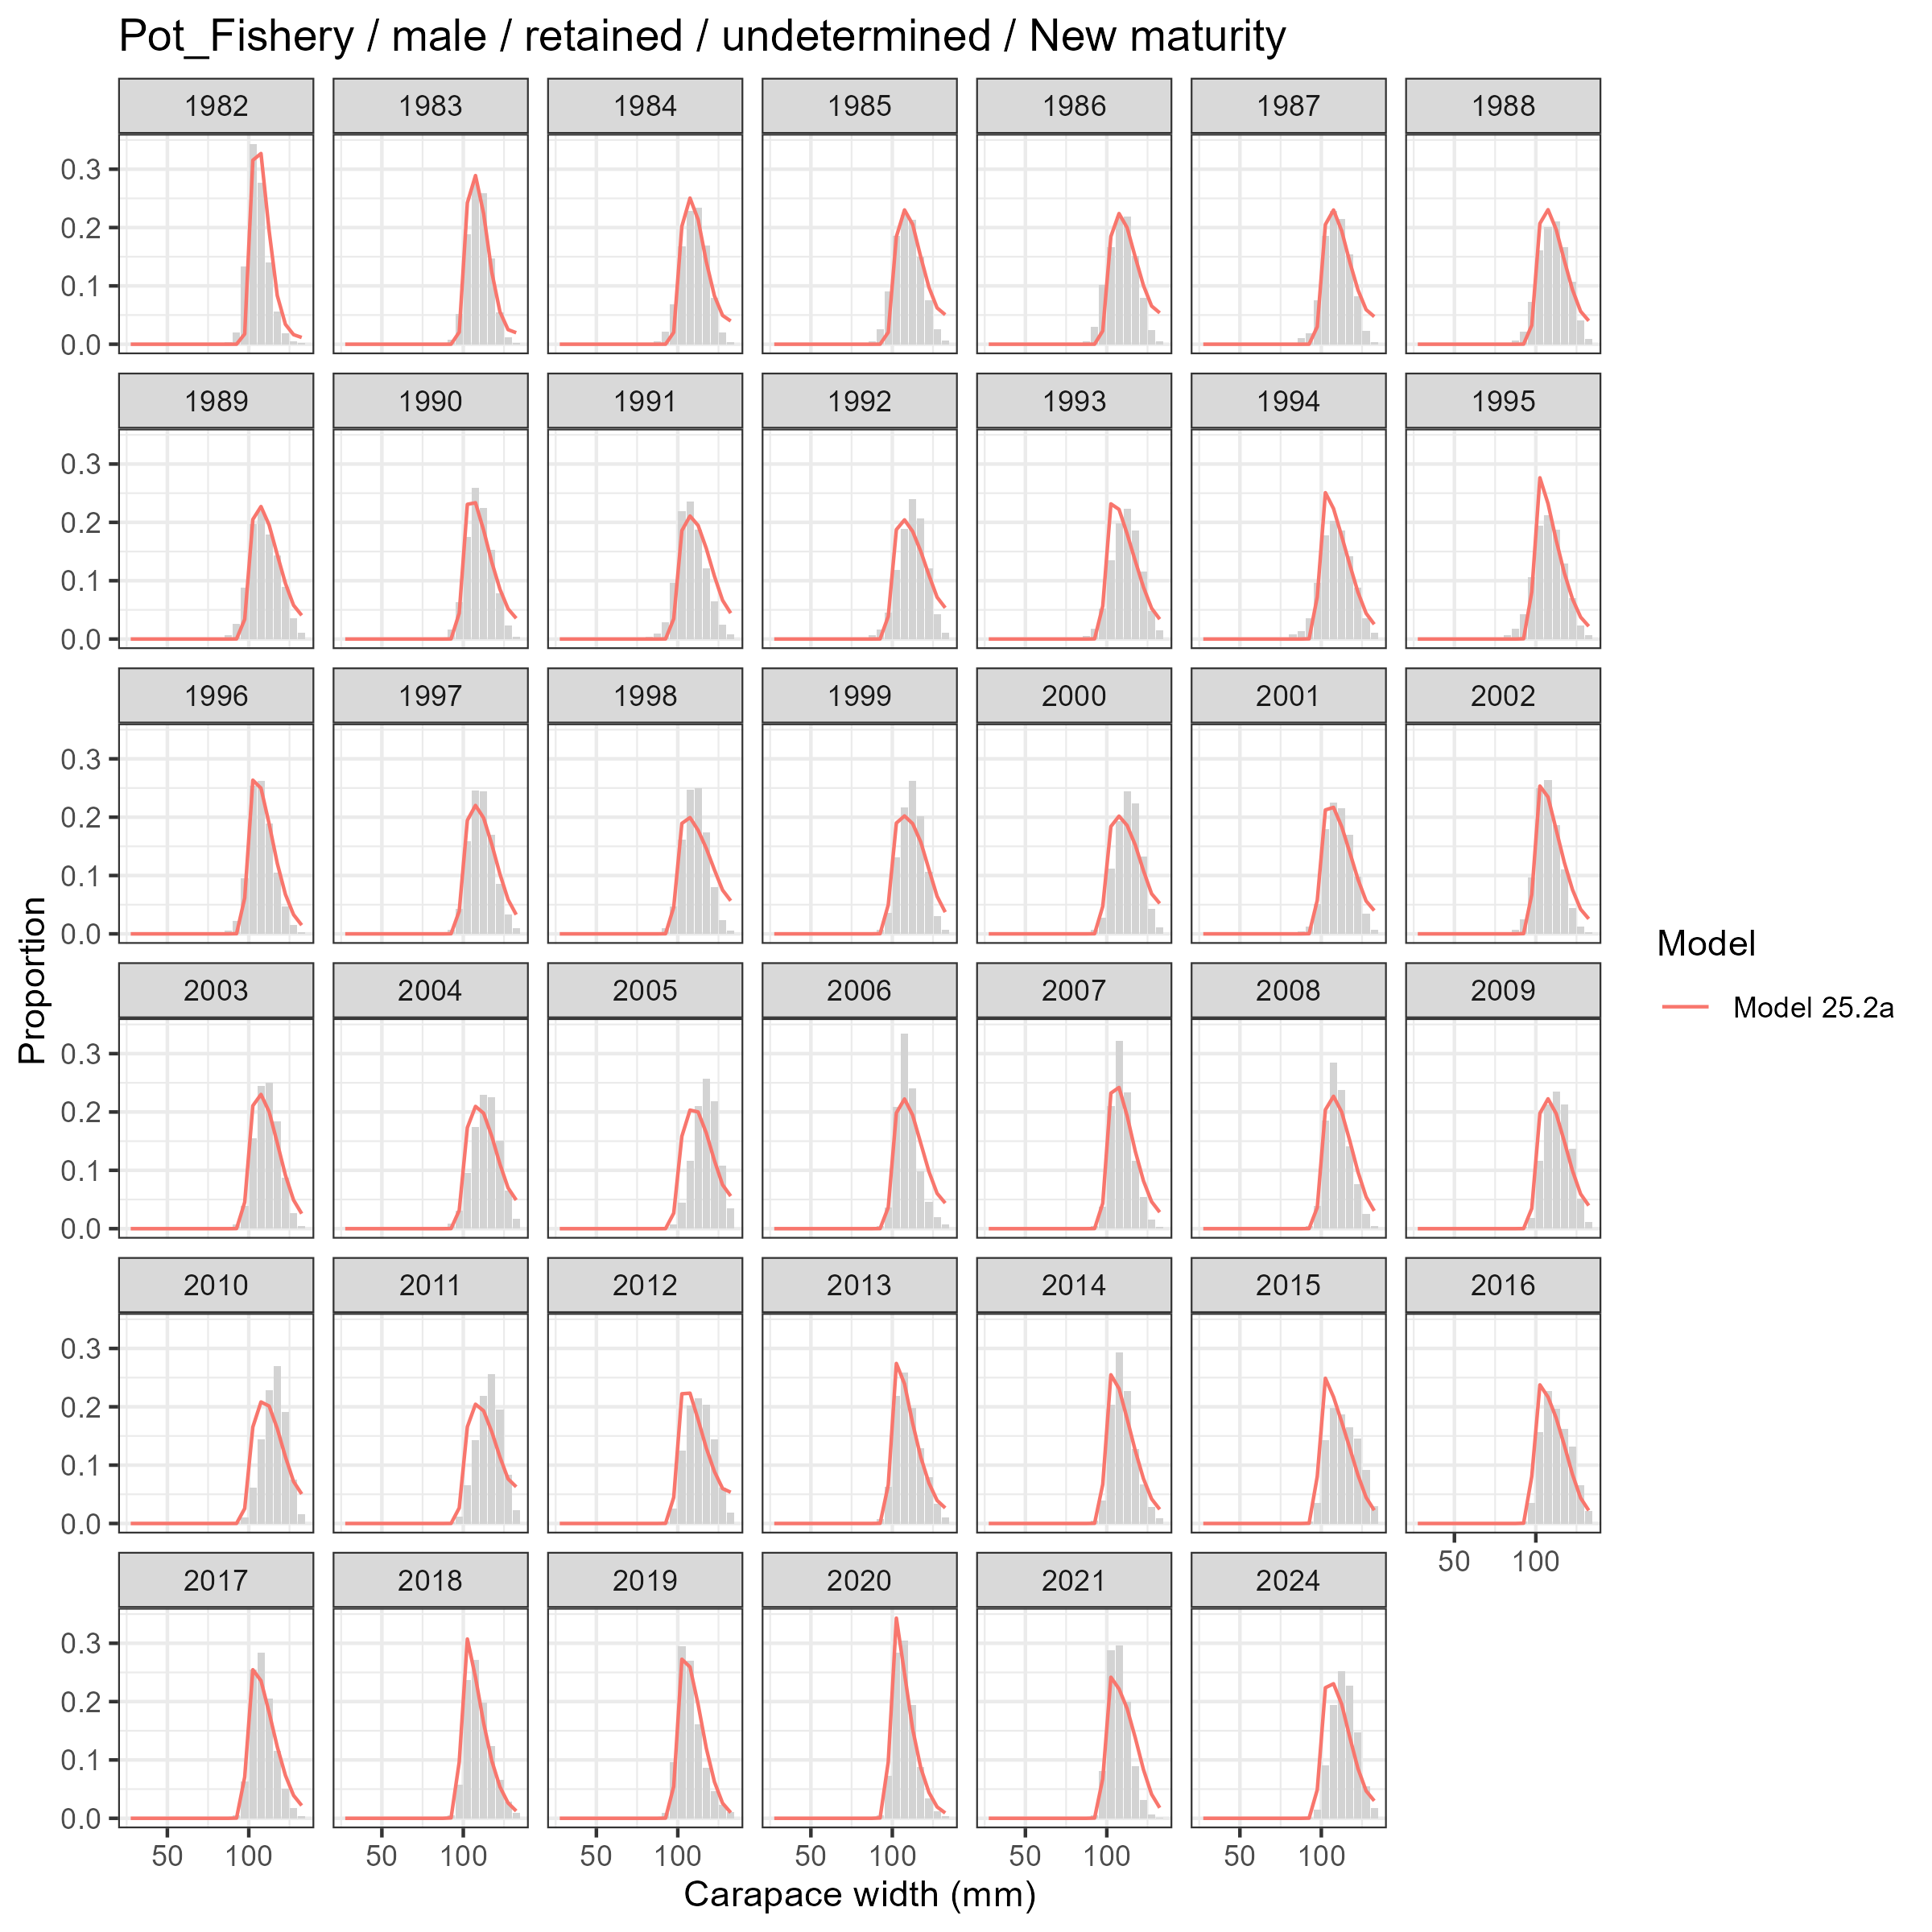 Pot_Fishery / male / retained / undetermined / New maturity
1982 1983 1984 1985 1986 1987 1988
0.3
0.2
0.1
0.0
1989 1990 1991 1992 1993 1994 1995
0.3
0.2
0.1
0.0
1996 1997 1998 1999 2000 2001 2002
0.3
0.2
0.1
0.0
2003 2004 2005 2006 2007 2008 2009
0.3
0.2
0.1
0.0
2010 2011 2012 2013 2014 2015 2016
0.3
0.2
0.1
0.0
50 100
2017 2018 2019 2020 2021 2024
0.3
0.2
0.1
0.0
50 100 50 100 50 100 50 100 50 100 50 100
Carapace width (mm)
Proportion
Model
Model 25.2a